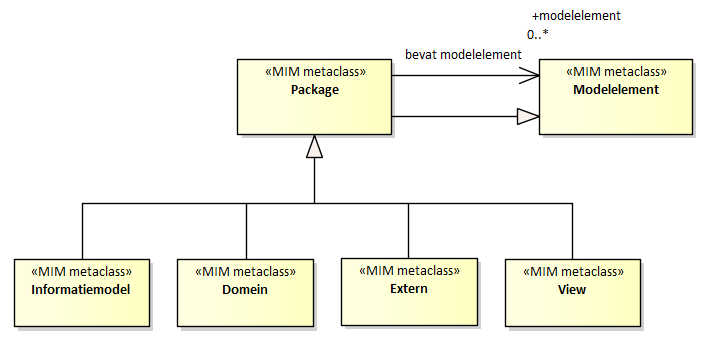 +modelelement
0..*
bevat modelelement
«MIM metaclass»
Package
«MIM metaclass»
Modelelement
«MIM metaclass»
Informatiemodel
«MIM metaclass»
Domein
«MIM metaclass»
Extern
«MIM metaclass»
View